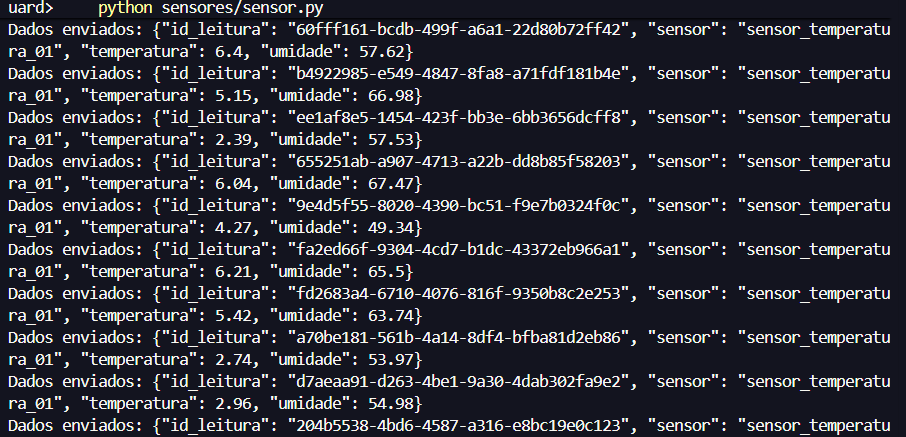 uard>     python sensores/sensor.py
Dados enviados: {"id_leitura": "60fff161-bcdb-499f-a6a1-22d80b72ff42", "sensor": "sensor_temperatu
ra_01", "temperatura": 6.4, "umidade": 57.62}
Dados enviados: {"id_leitura": "b4922985-e549-4847-8fa8-a71fdf181b4e", "sensor": "sensor_temperatu
ra_01", "temperatura": 5.15, "umidade": 66.98}
Dados enviados: {"id_leitura": "ee1af8e5-1454-423f-bb3e-6bb3656dcff8", "sensor": "sensor_temperatu
ra_01", "temperatura": 2.39, "umidade": 57.53}
Dados enviados: {"id_leitura": "655251ab-a907-4713-a22b-dd8b85f58203", "sensor": "sensor_temperatu
ra_01", "temperatura": 6.04, "umidade": 67.47}
Dados enviados: {"id_leitura": "9e4d5f55-8020-4390-bc51-f9e7b0324f0c", "sensor": "sensor_temperatu
ra_01", "temperatura": 4.27, "umidade": 49.34}
Dados enviados: {"id_leitura": "fa2ed66f-9304-4cd7-b1dc-43372eb966a1", "sensor": "sensor_temperatu
ra_01", "temperatura": 6.21, "umidade": 65.5}
Dados enviados: {"id_leitura": "fd2683a4-6710-4076-816f-9350b8c2e253", "sensor": "sensor_temperatu
ra_01", "temperatura": 5.42, "umidade": 63.74}
Dados enviados: {"id_leitura": "a70be181-561b-4a14-8df4-bfba81d2eb86", "sensor": "sensor_temperatu
ra_01", "temperatura": 2.74, "umidade": 53.97}
Dados enviados: {"id_leitura": "d7aeaa91-d263-4be1-9a30-4dab302fa9e2", "sensor": "sensor_temperatu
ra_01", "temperatura": 2.96, "umidade": 54.98}
Dados enviados: {"id_leitura": "204b5538-4bd6-4587-a316-e8bc19e0c123", "sensor": "sensor_temperatu